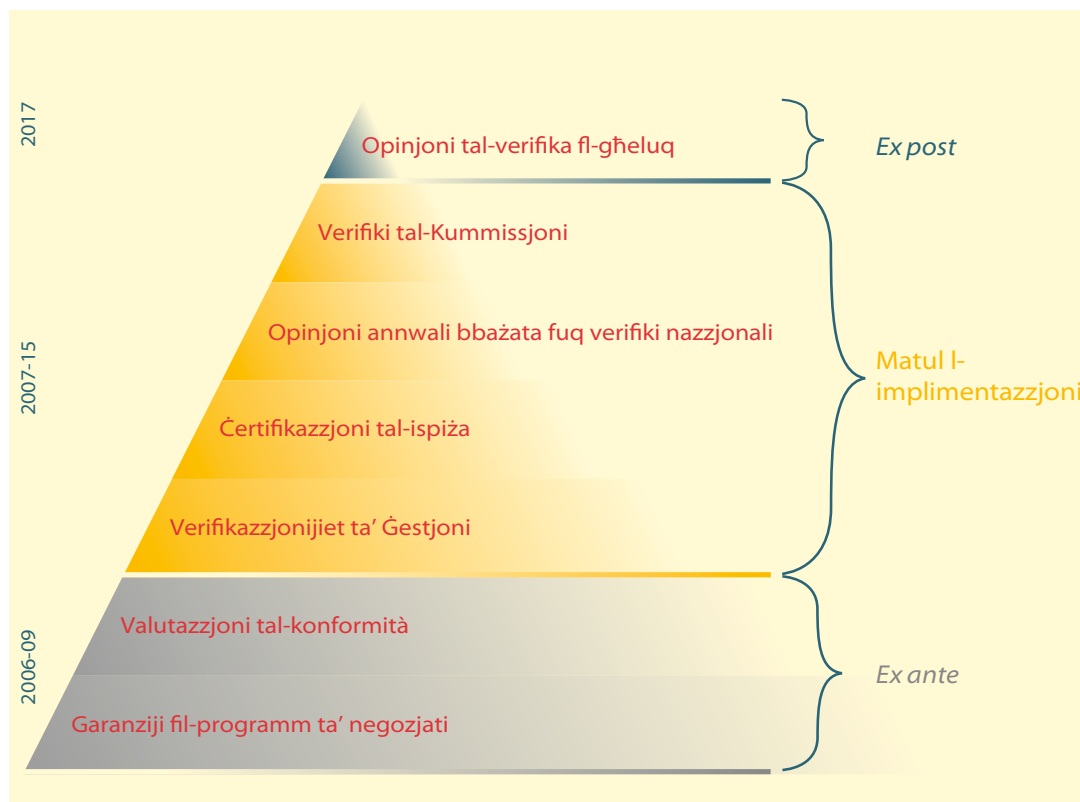 2017
Opinjoni tal-verifika fl-għeluq
Ex post
Verifiki tal-Kummissjoni
2007-15
Opinjoni annwali bbażata fuq verifiki nazzjonali
Matul l-
implimentazzjoni
Ċertifikazzjoni tal-ispiża
Verifikazzjonijiet ta’ Ġestjoni
2006-09
Valutazzjoni tal-konformità
Ex ante
Garanziji fil-programm ta’ negozjati